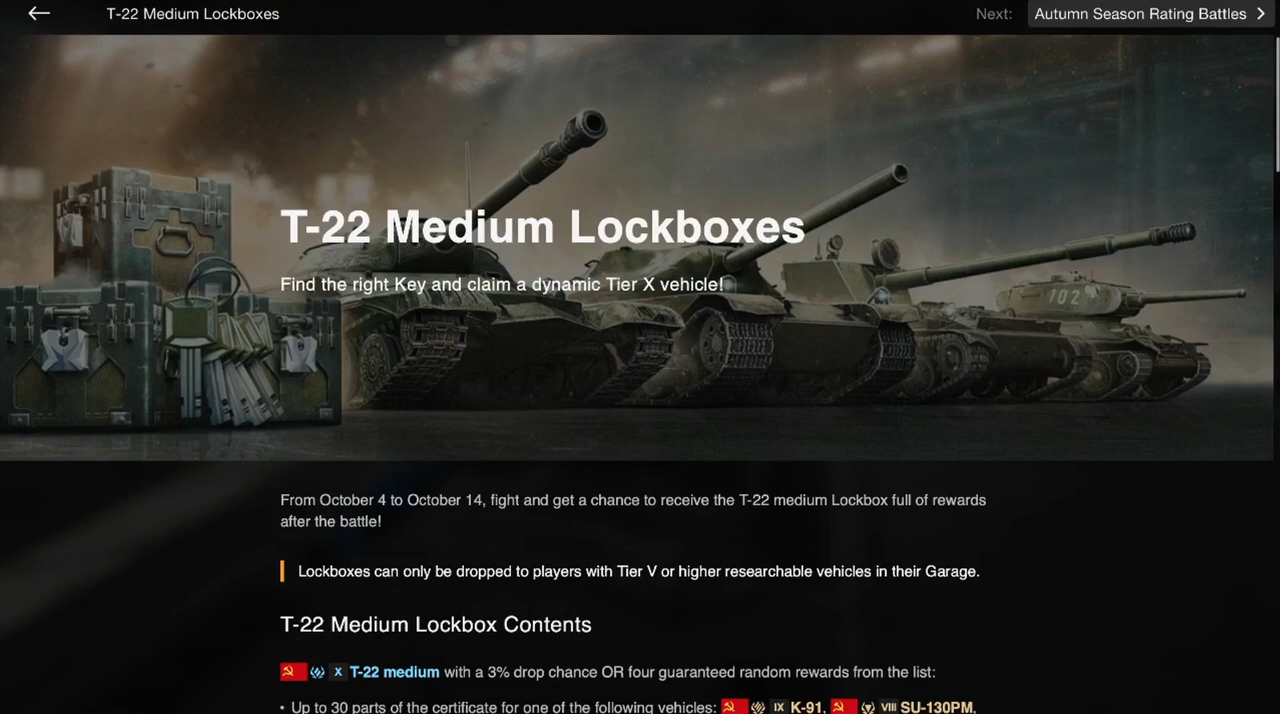 T-22 Medium Lockboxes
Next: Autumn Season Rating Battles
T-22 Medium Lockboxes
Find the right Key and claim a dynamic Tier X vehicle!
102
From October 4 to October 14, fight and get a chance to receive the T-22 medium Lockbox full of rewards
after the battle!
Lockboxes can only be dropped to players with Tier V or higher researchable vehicles in their Garage.
T-22 Medium Lockbox Contents
X T-22 medium with a 3% drop chance OR four guaranteed random rewards from the list:
• Up to 30 parts of the certificate for one of the following vehicles: IX K-91, VIII SU-130PM,